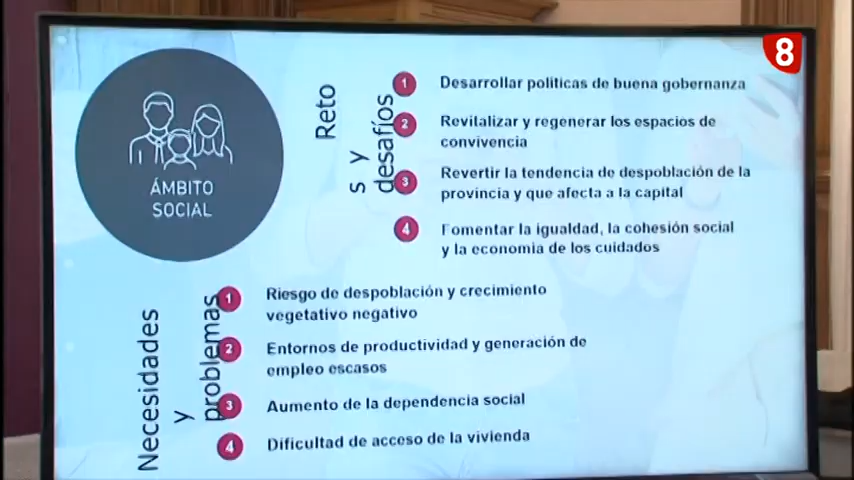 8
ÁMBITO
SOCIAL
Reto
s y
desafíos
1 Desarrollar políticas de buena gobernanza
2 Revitalizar y regenerar los espacios de
convivencia
3 Revertir la tendencia de despoblación de la
provincia y que afecta a la capital
4 Fomentar la igualdad, la cohesión social
y la economia de los cuidados
Necesidades
y
problemas
1 Riesgo de despoblación y crecimiento
vegetativo negativo
2 Entornos de productividad y generación de
empleo escasos
3 Aumento de la dependencia social
4 Dificultad de acceso de la vivienda